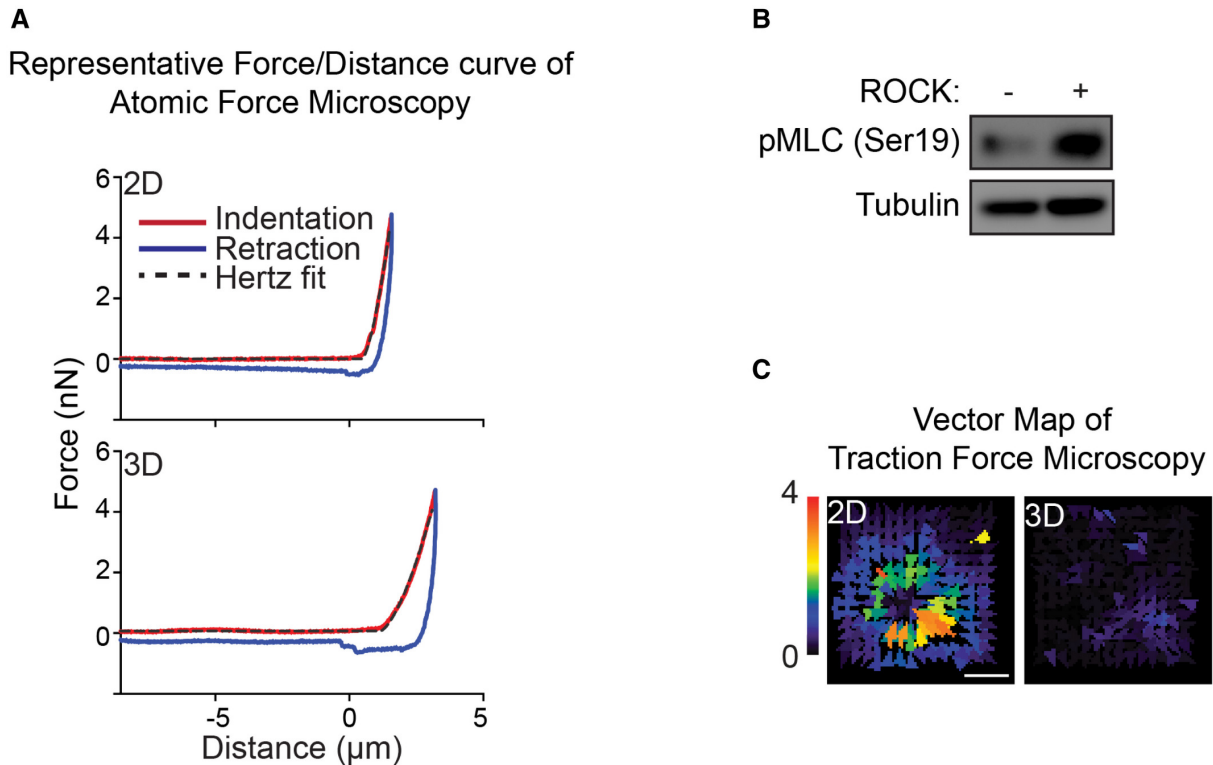 A
Representative Force/Distance curve of
Atomic Force Microscopy
6
2D
Indentation
Retraction
Hertz fit
4
2
0
6
3D
4
2
0
Force (nN)
-5
0
5
Distance (µm)
B
ROCK: - +
pMLC (Ser19)
Tubulin
C
Vector Map of
Traction Force Microscopy
4
0
2D
3D